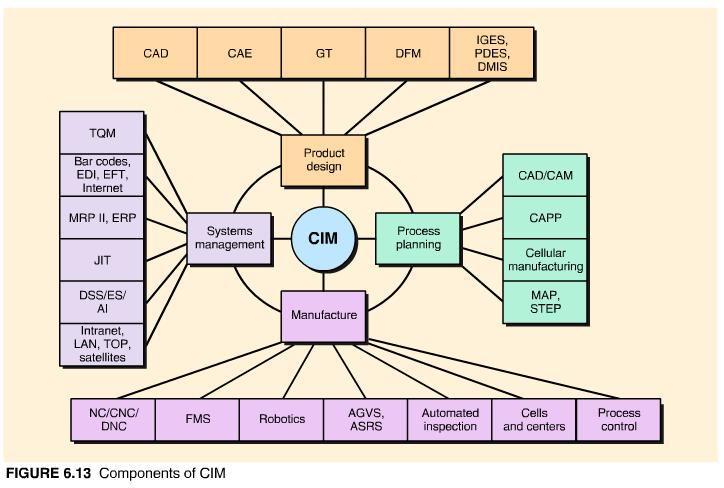 CAD
CAE
GT
DFM
IGES,
PDES,
DMIS
Product
design
TQM
Bar codes,
EDI, EFT,
Internet
MRP II, ERP
JIT
DSS/ES/
AI
Intranet,
LAN, TOP,
satellites
Systems
management
CIM
Process
planning
CAD/CAM
CAPP
Cellular
manufacturing
MAP,
STEP
Manufacture
NC/CNC/
DNC
FMS
Robotics
AGVS,
ASRS
Automated
inspection
Cells
and centers
Process
control
FIGURE 6.13 Components of CIM